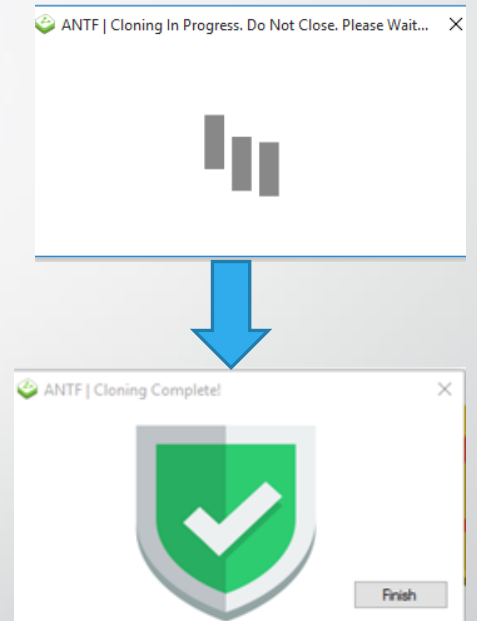 ANTF | Cloning In Progress. Do Not Close. Please Wait...
ANTF | Cloning Complete!
Finish